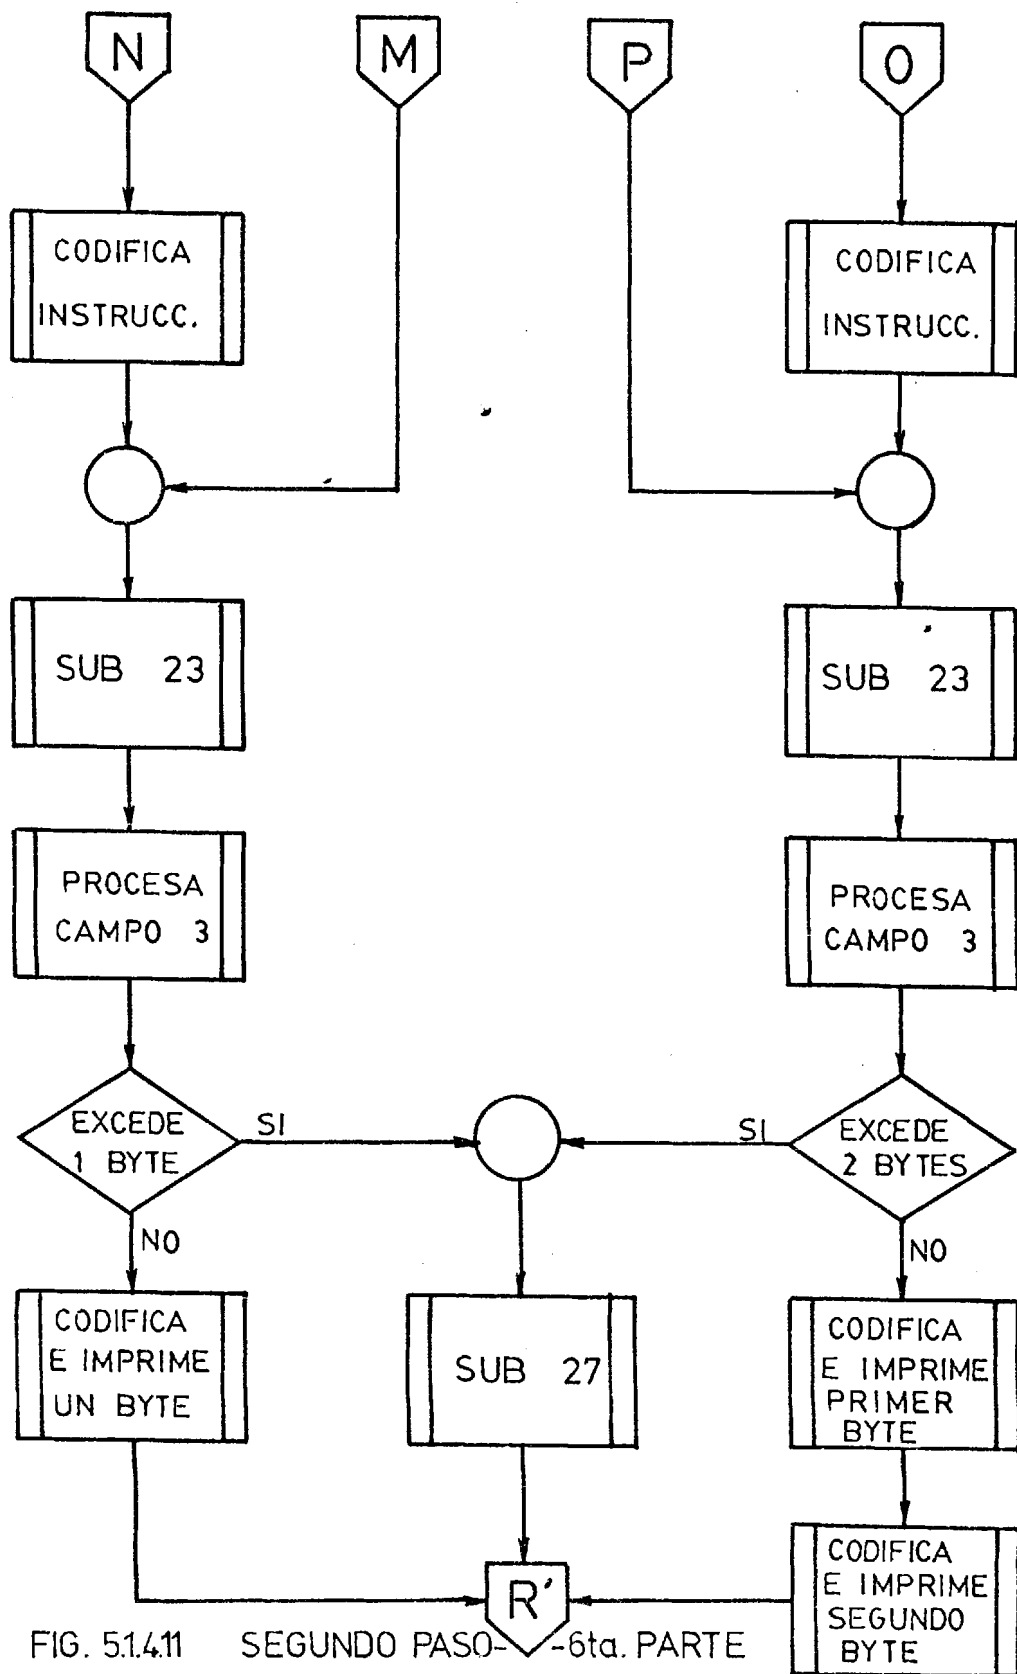 N
M
P
O
CODIFICA
INSTRUCC.
CODIFICA
INSTRUCC.
SUB 23
SUB 23
PROCESA
CAMPO 3
PROCESA
CAMPO 3
EXCEDE
1 BYTE
SI
SI
EXCEDE
2 BYTES
NO
NO
CODIFICA
E IMPRIME
UN BYTE
SUB 27
CODIFICA
E IMPRIME
PRIMER
BYTE
CODIFICA
E IMPRIME
SEGUNDO
BYTE
R'
FIG. 5.1.4.11 SEGUNDO PASO- -6ta. PARTE